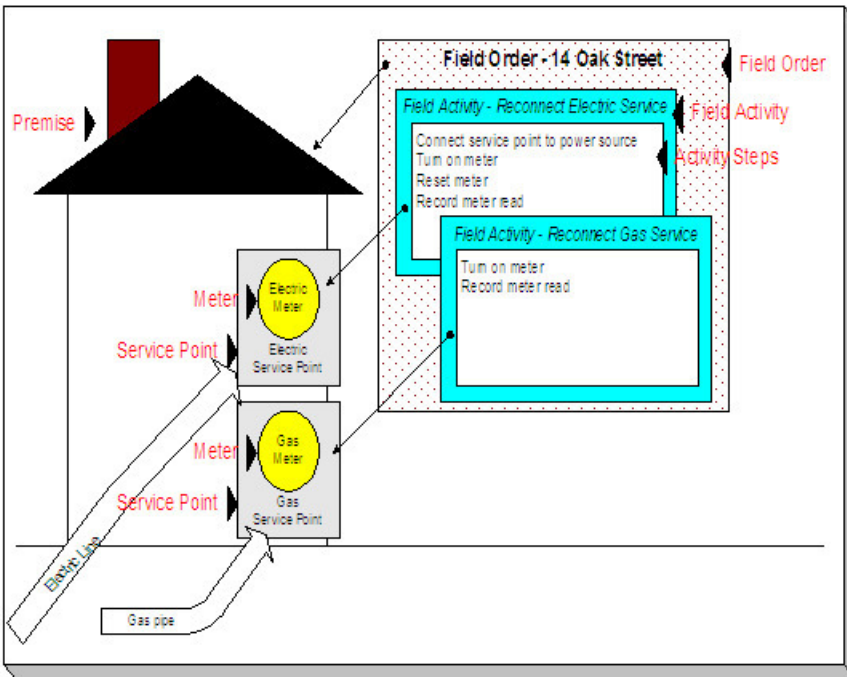 Field Order - 14 Oak Street
Field Order
Premise
Field Activity - Reconnect Electric Service
Field Activity
Connect service point to power source
Activity Steps
Turn on meter
Reset meter
Record meter read
Field Activity - Reconnect Gas Service
Turn on meter
Record meter read
Meter
Electric
Meter
Service Point
Electric
Service Point
Meter
Gas
Meter
Service Point
Gas
Service Point
Electric Line
Gas pipe